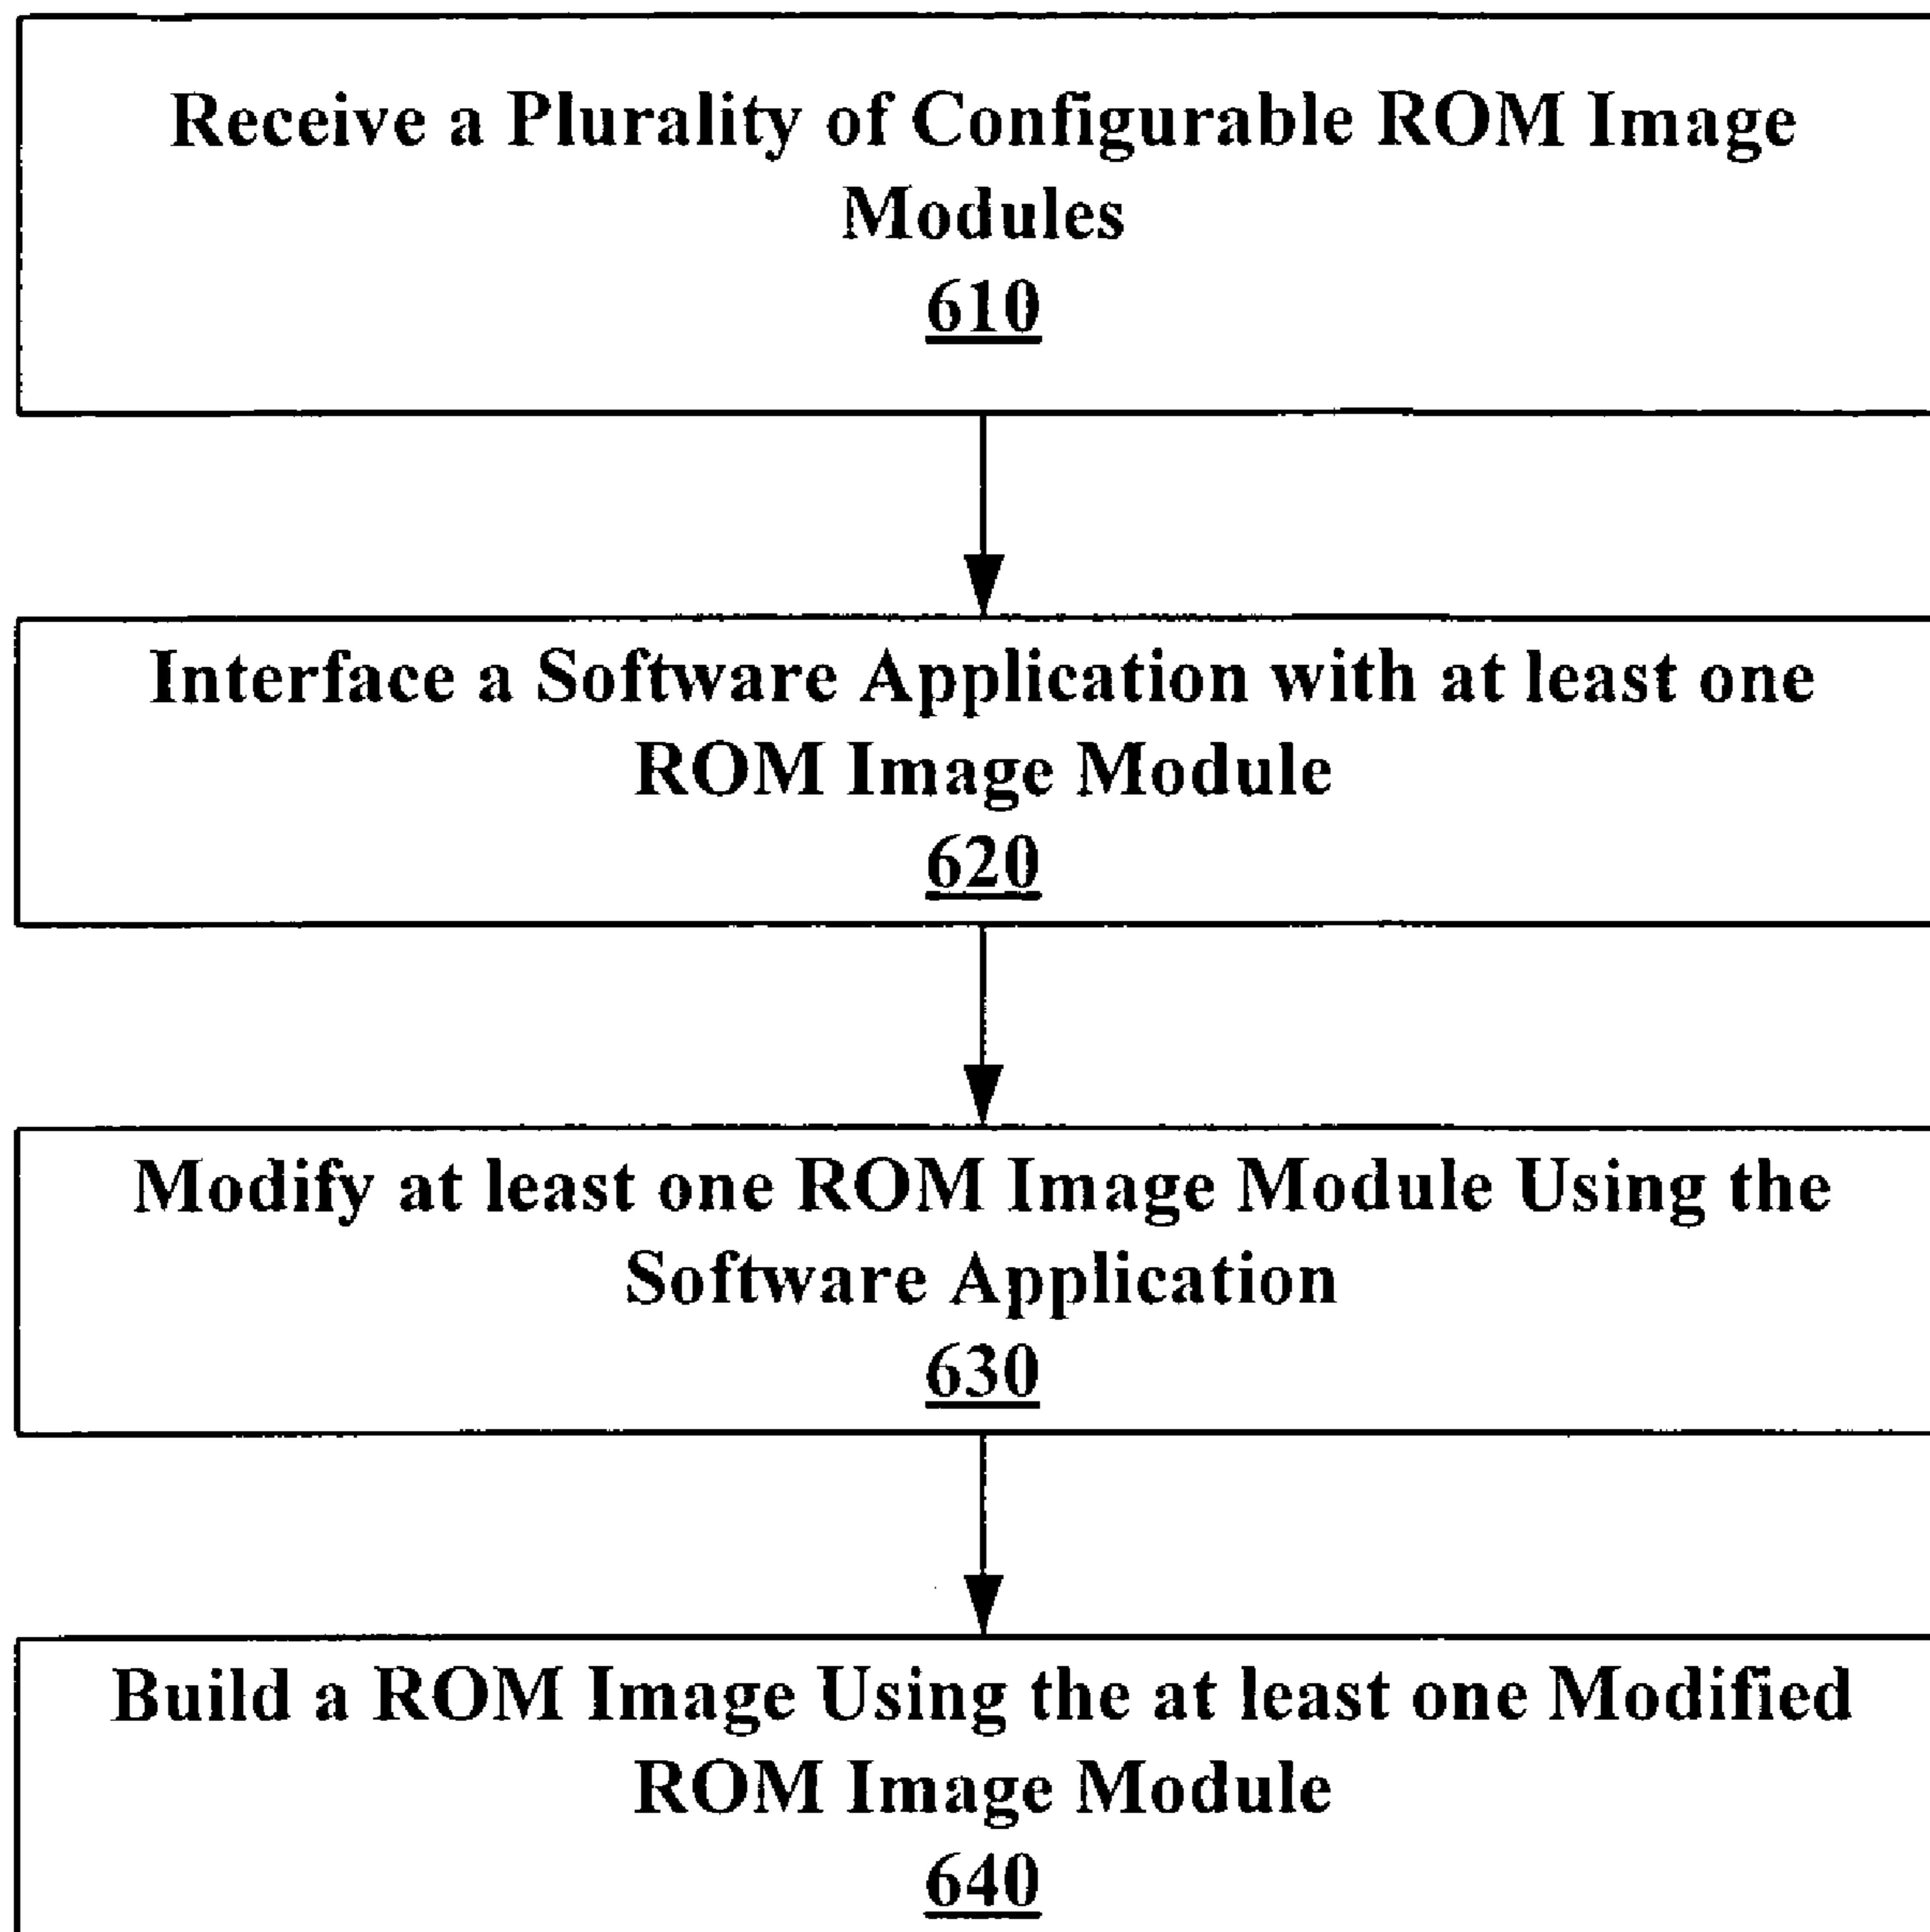 Receive a Plurality of Configurable ROM Image
Modules
610
Interface a Software Application with at least one
ROM Image Module
620
Modify at least one ROM Image Module Using the
Software Application
630
Build a ROM Image Using the at least one Modified
ROM Image Module
640